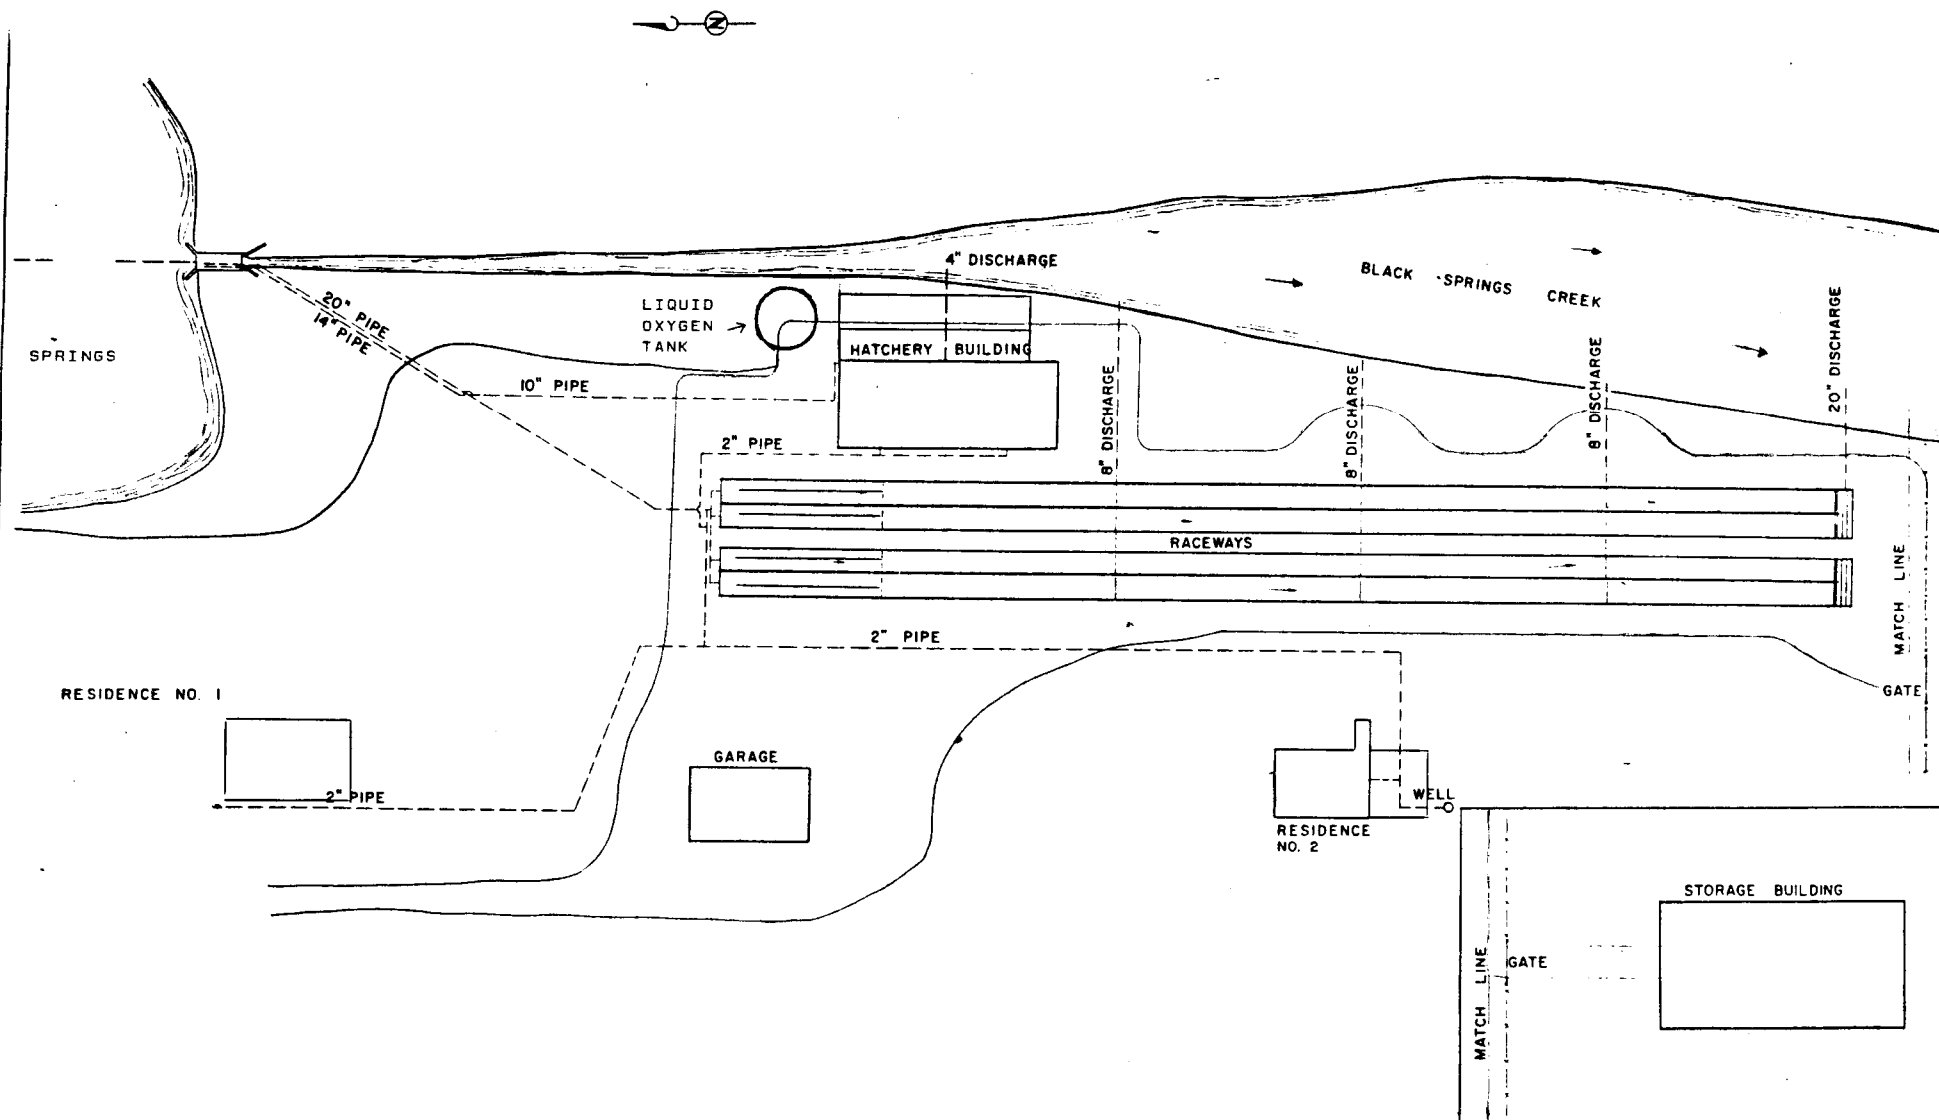 N
4" DISCHARGE
BLACK SPRINGS CREEK
20" PIPE
14" PIPE
LIQUID
OXYGEN
TANK
SPRINGS
HATCHERY BUILDING
10" PIPE
8" DISCHARGE
8" DISCHARGE
8" DISCHARGE
20" DISCHARGE
2" PIPE
RACEWAYS
MATCH LINE
2" PIPE
GATE
RESIDENCE NO. 1
GARAGE
2" PIPE
WELL
RESIDENCE
NO. 2
STORAGE BUILDING
MATCH LINE
GATE